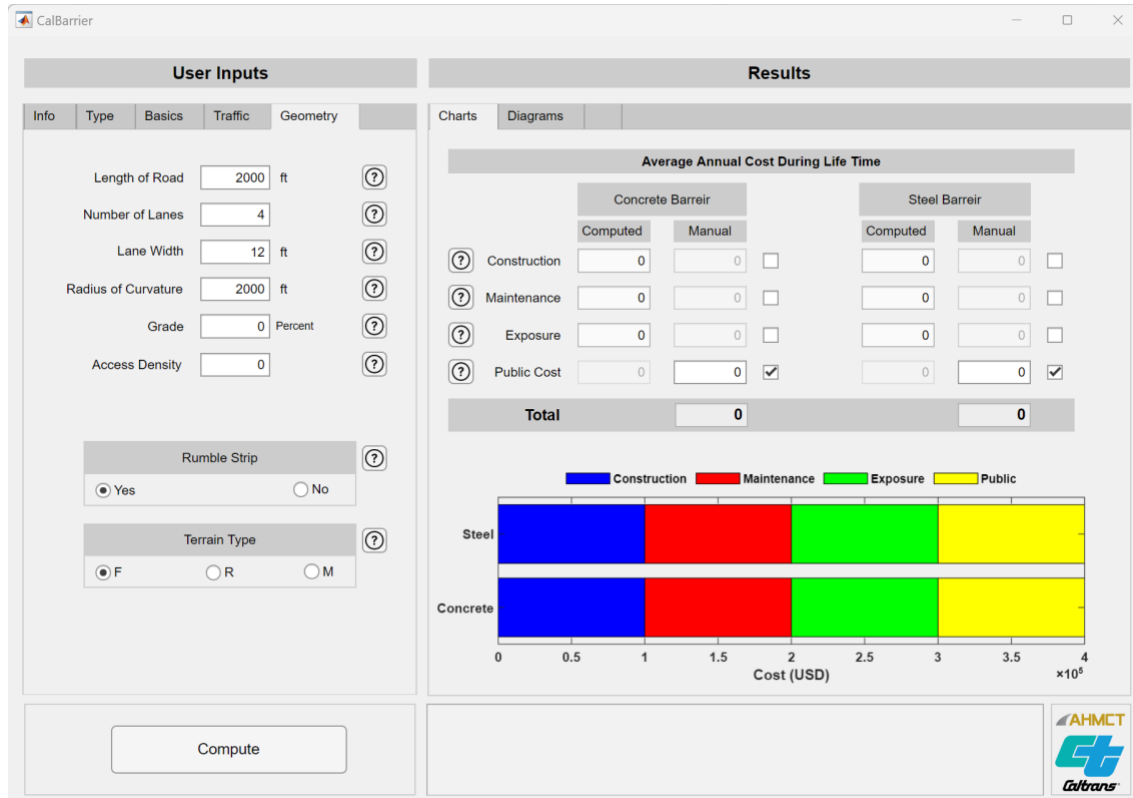 CalBarrier
User Inputs
Results
Info Type Basics Traffic Geometry
Charts Diagrams
Length of Road 2000 ft ?
Number of Lanes 4 ?
Lane Width 12 ft ?
Radius of Curvature 2000 ft ?
Grade 0 Percent ?
Access Density 0 ?
Rumble Strip ?
Yes No
Terrain Type ?
F R M
Compute
Average Annual Cost During Life Time
Concrete Barreir Steel Barreir
Computed Manual Computed Manual
? Construction 0 0 0 0
? Maintenance 0 0 0 0
? Exposure 0 0 0 0
? Public Cost 0 0 0 0
Total 0 0
Construction Maintenance Exposure Public
Steel
Concrete
0 0.5 1 1.5 2 2.5 3 3.5 4
Cost (USD) ×10⁵
AHMCT
ct
Caltrans